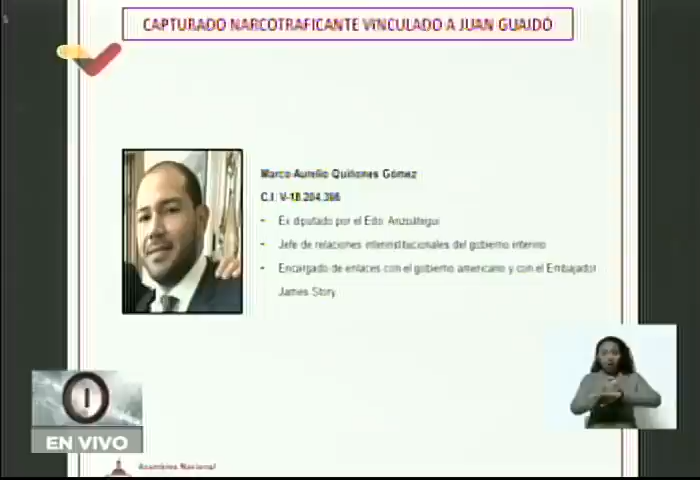 CAPTURADO NARCOTRAFICANTE VINCULADO A JUAN GUAIDÓ
Marco Aurelio Quiñones Gómez
C.I. V-18.204.366
Ex diputado por el Edo. Anzoátegui
Jefe de relaciones interinstitucionales del gobierno interino
Encargado de enlaces con el gobierno americano y con el Embajador
James Story
EN VIVO
Asamblea Nacional